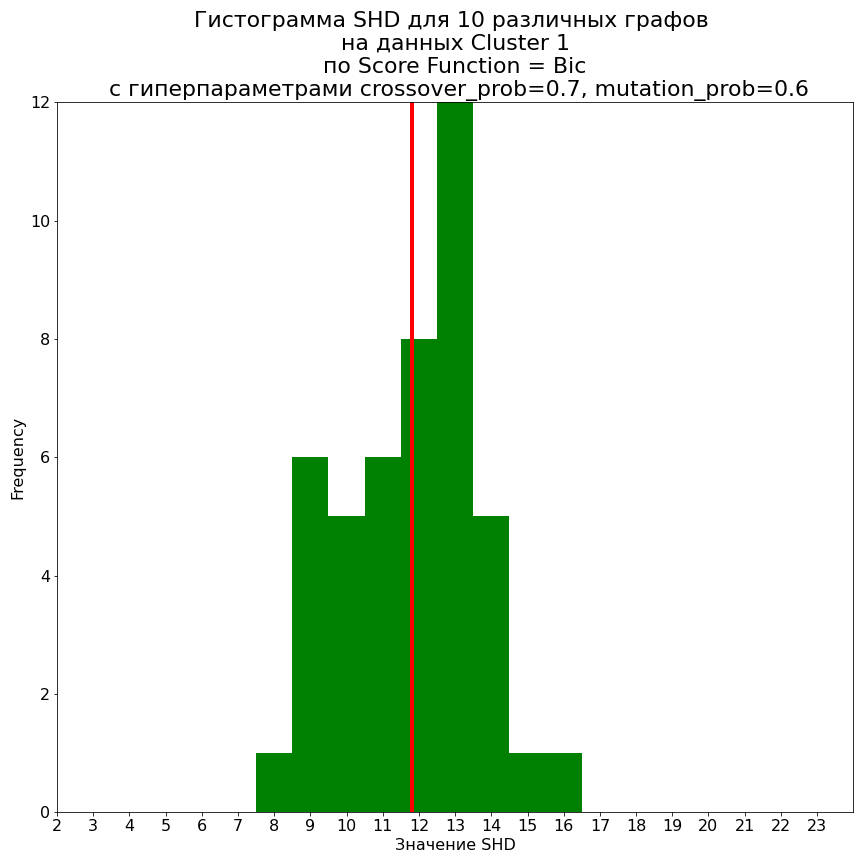 Гистограмма SHD для 10 различных графов
на данных Cluster 1
по Score Function = Bic
с гиперпараметрами crossover_prob=0.7, mutation_prob=0.6
12
10
8
6
4
2
0
Frequency
2 3 4 5 6 7 8 9 10 11 12 13 14 15 16 17 18 19 20 21 22 23
Значение SHD